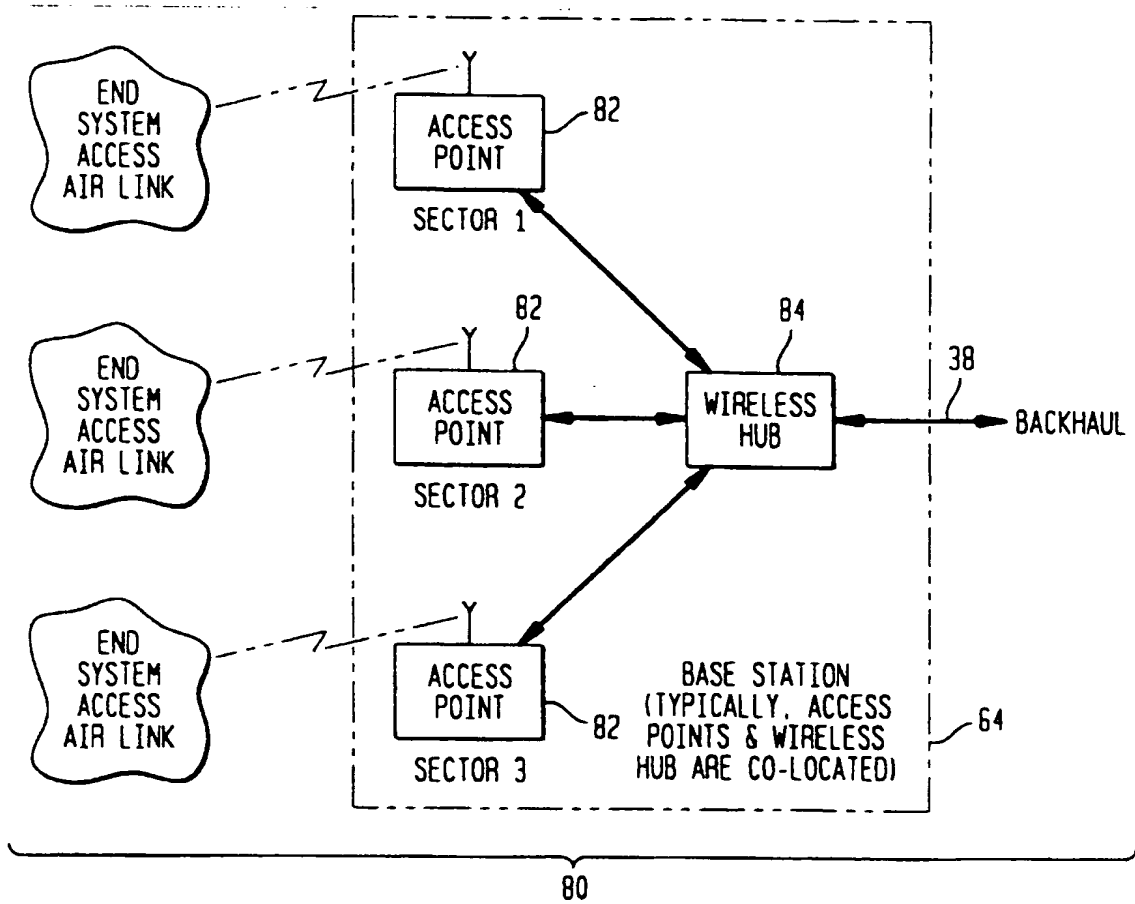 END
SYSTEM
ACCESS
AIR LINK
ACCESS
POINT
82
SECTOR 1
END
SYSTEM
ACCESS
AIR LINK
82
ACCESS
POINT
SECTOR 2
84
WIRELESS
HUB
38
BACKHAUL
END
SYSTEM
ACCESS
AIR LINK
ACCESS
POINT
82
SECTOR 3
BASE STATION
(TYPICALLY, ACCESS
POINTS & WIRELESS
HUB ARE CO-LOCATED)
64
80